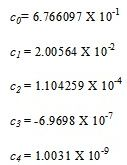 c₀= 6.766097 X 10⁻¹
c₁ = 2.00564 X 10⁻²
c₂ = 1.104259 X 10⁻⁴
c₃ = -6.9698 X 10⁻⁷
c₄ = 1.0031 X 10⁻⁹